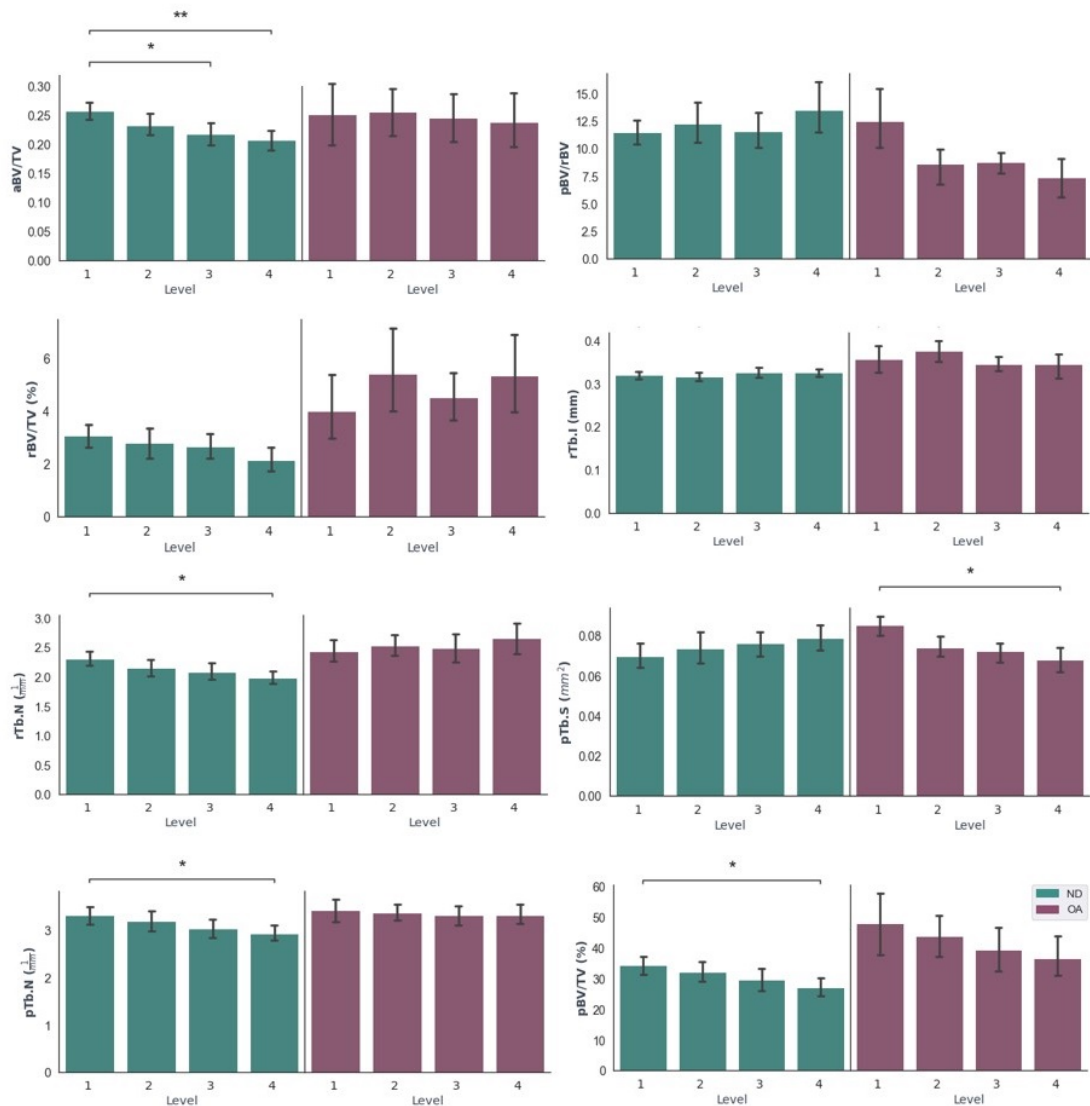 **
*
aBV/TV
0.30
0.25
0.20
0.15
0.10
0.05
0.00
1 2 3 4 1 2 3 4
Level Level
pBV/rBV
15.0
12.5
10.0
7.5
5.0
2.5
0.0
1 2 3 4 1 2 3 4
Level Level
rBV/TV (%)
6
4
2
0
1 2 3 4 1 2 3 4
Level Level
rTb.l (mm)
0.4
0.3
0.2
0.1
0.0
1 2 3 4 1 2 3 4
Level Level
*
rTb.N (1/mm)
3.0
2.5
2.0
1.5
1.0
0.5
0.0
1 2 3 4 1 2 3 4
Level Level
*
pTb.S (mm²)
0.08
0.06
0.04
0.02
0.00
1 2 3 4 1 2 3 4
Level Level
*
pTb.N (1/mm)
3
2
1
0
1 2 3 4 1 2 3 4
Level Level
*
pBV/TV (%)
60
50
40
30
20
10
0
ND
OA
1 2 3 4 1 2 3 4
Level Level